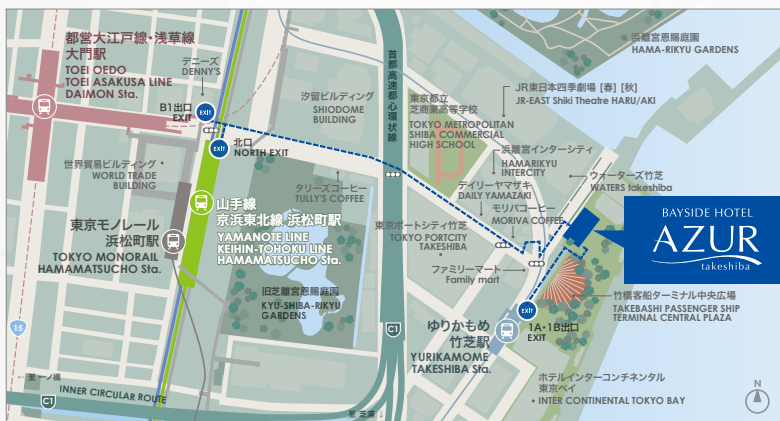 都営大江戸線・浅草線
大門駅
TOEI OEDO
TOEI ASAKUSA LINE
DAIMON Sta.
デニーズ
DENNY'S
B1出口
EXIT
EXIT
汐留ビルディング
SHIODOME
BUILDING
首都高速都心環状線
東京都立
芝商業高等学校
TOKYO METROPOLITAN
SHIBA COMMERCIAL
HIGH SCHOOL
浜離宮恩賜庭園
HAMA-RIKYU GARDENS
JR東日本四季劇場 [春] [秋]
JR-EAST Shiki Theatre HARU/AKI
浜離宮インターシティ
HAMARIKYU
INTERCITY
ウォーターズ竹芝
WATERS takeshiba
EXIT
北口
NORTH EXIT
世界貿易ビルディング
WORLD TRADE
BUILDING
タリーズコーヒー
TULLY'S COFFEE
デイリーヤマザキ
DAILY YAMAZAKI
モリバコーヒー
MORIVA COFFEE
山手線
京浜東北線 浜松町駅
YAMANOTE LINE
KEIHIN-TOHOKU LINE
HAMAMATSUCHO Sta.
東京モノレール
浜松町駅
TOKYO MONORAIL
HAMAMATSUCHO Sta.
東京ポートシティ竹芝
TOKYO PORTCITY
TAKESHIBA
BAYSIDE HOTEL
AZUR
takeshiba
ファミリーマート
Family mart
旧芝離宮恩賜庭園
KYU-SHIBA-RIKYU
GARDENS
竹橋客船ターミナル中央広場
TAKEBASHI PASSENGER SHIP
TERMINAL CENTRAL PLAZA
EXIT
1A・1B出口
EXIT
ゆりかもめ
竹芝駅
YURIKAMOME
TAKESHIBA Sta.
15
C1
ホテルインターコンチネンタル
東京ベイ
INTER CONTINENTAL TOKYO BAY
←至 一ノ橋
INNER CIRCULAR ROUTE
C1
至 芝浦↓
N